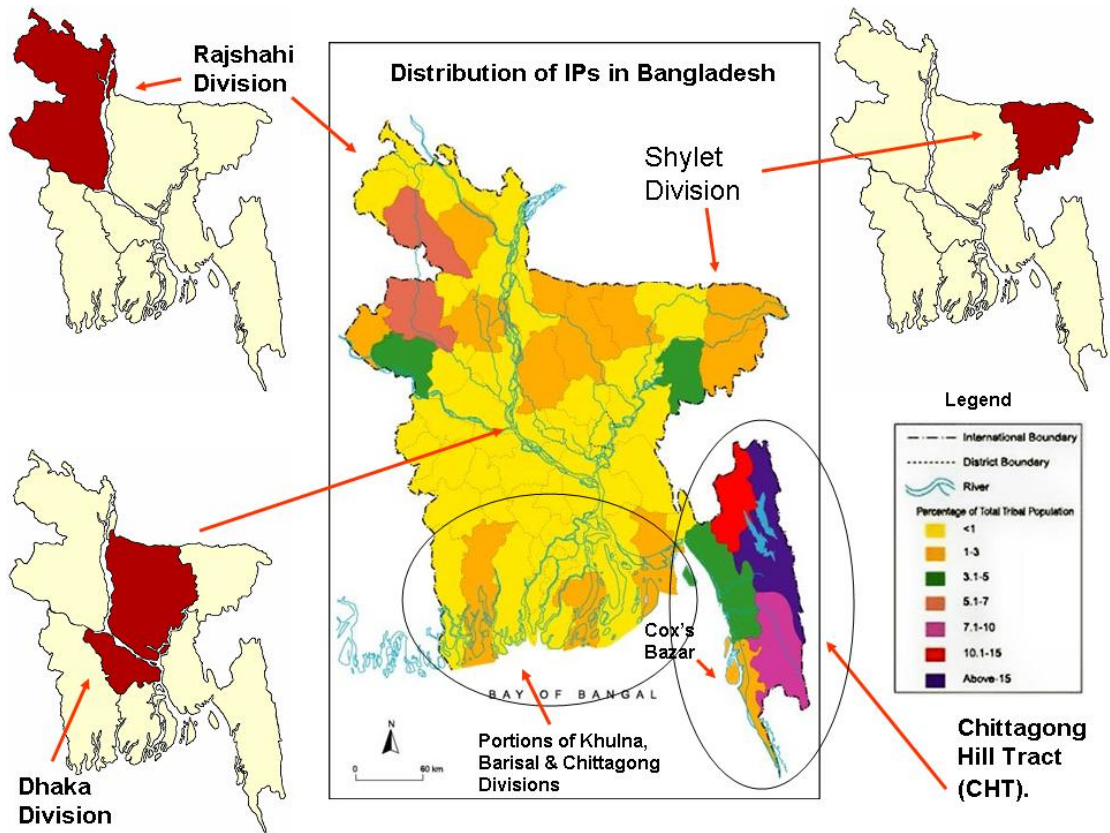 Rajshahi
Division
Distribution of IPs in Bangladesh
Shylet
Division
Legend
International Boundary
District Boundary
River
Percentage of Total Tribal Population
<1
1-3
3.1-5
5.1-7
7.1-10
10.1-15
Above-15
Cox's
Bazar
BAY OF BANGAL
N
0
60 km
Portions of Khulna,
Barisal & Chittagong
Divisions
Dhaka
Division
Chittagong
Hill Tract
(CHT).